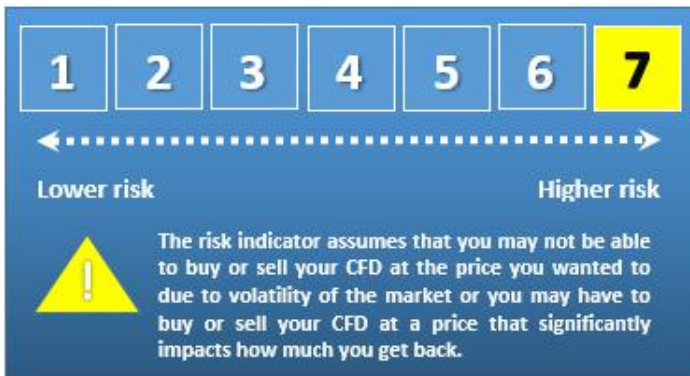 1 2 3 4 5 6 7
Lower risk Higher risk
!
The risk indicator assumes that you may not be able
to buy or sell your CFD at the price you wanted to
due to volatility of the market or you may have to
buy or sell your CFD at a price that significantly
impacts how much you get back.